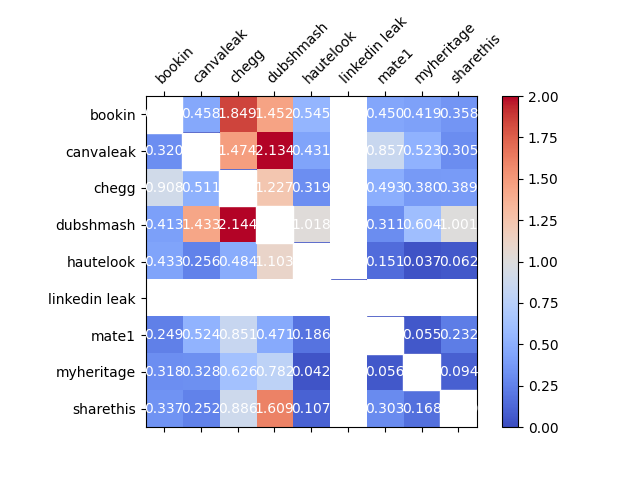 bookin canvaleak chegg dubshmash hautelook linkedin leak mate1 myheritage sharethis
bookin 0.458 1.849 1.452 0.545 0.450 0.419 0.358
canvaleak 0.320 1.474 2.134 0.431 0.857 0.523 0.305
chegg 0.908 0.511 1.227 0.319 0.493 0.380 0.389
dubshmash 0.413 1.433 2.144 1.018 0.311 0.604 1.001
hautelook 0.433 0.256 0.484 1.103 0.151 0.037 0.062
linkedin leak
mate1 0.249 0.524 0.851 0.471 0.186 0.055 0.232
myheritage 0.318 0.328 0.626 0.782 0.042 0.056 0.094
sharethis 0.337 0.252 0.886 1.609 0.107 0.303 0.168
2.00
1.75
1.50
1.25
1.00
0.75
0.50
0.25
0.00